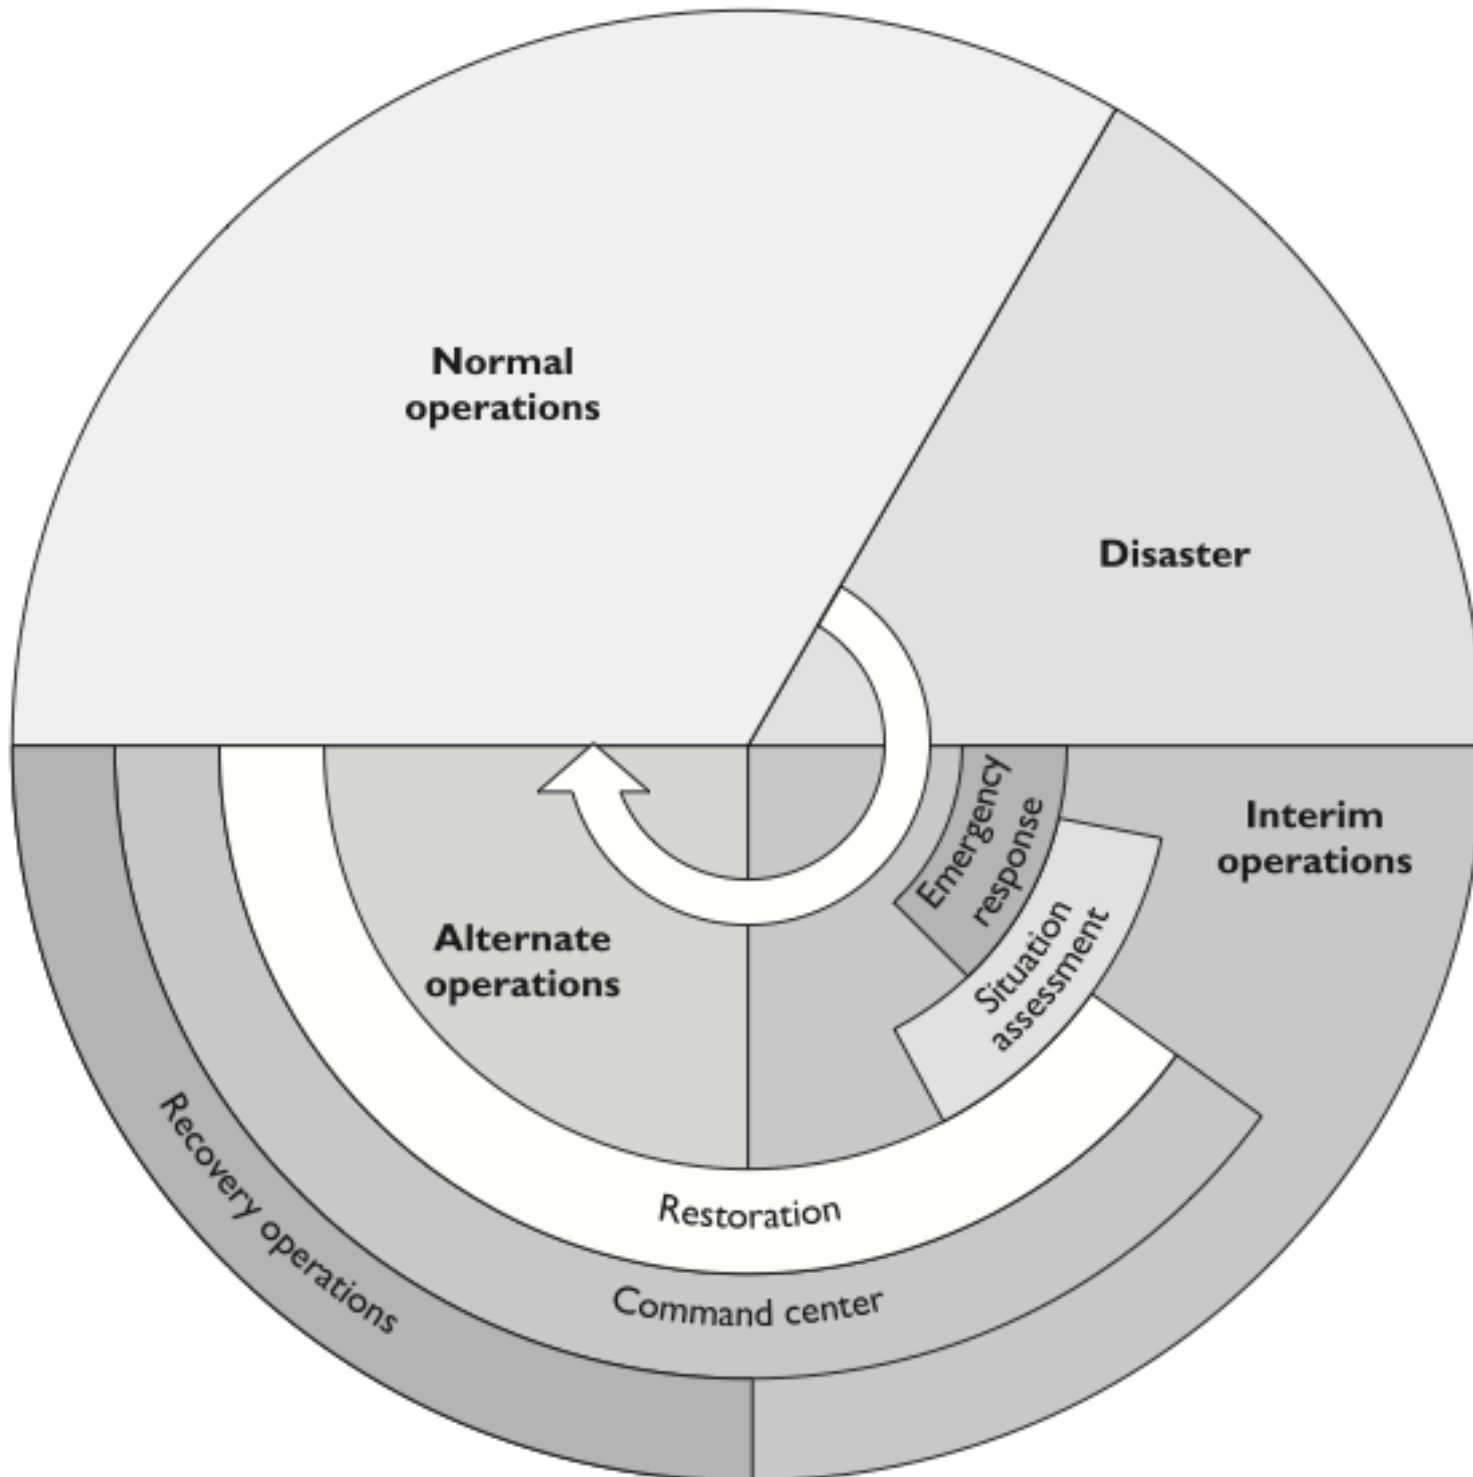 Normal
operations
Disaster
Interim
operations
Emergency
response
Situation
assessment
Alternate
operations
Restoration
Command center
Recovery operations